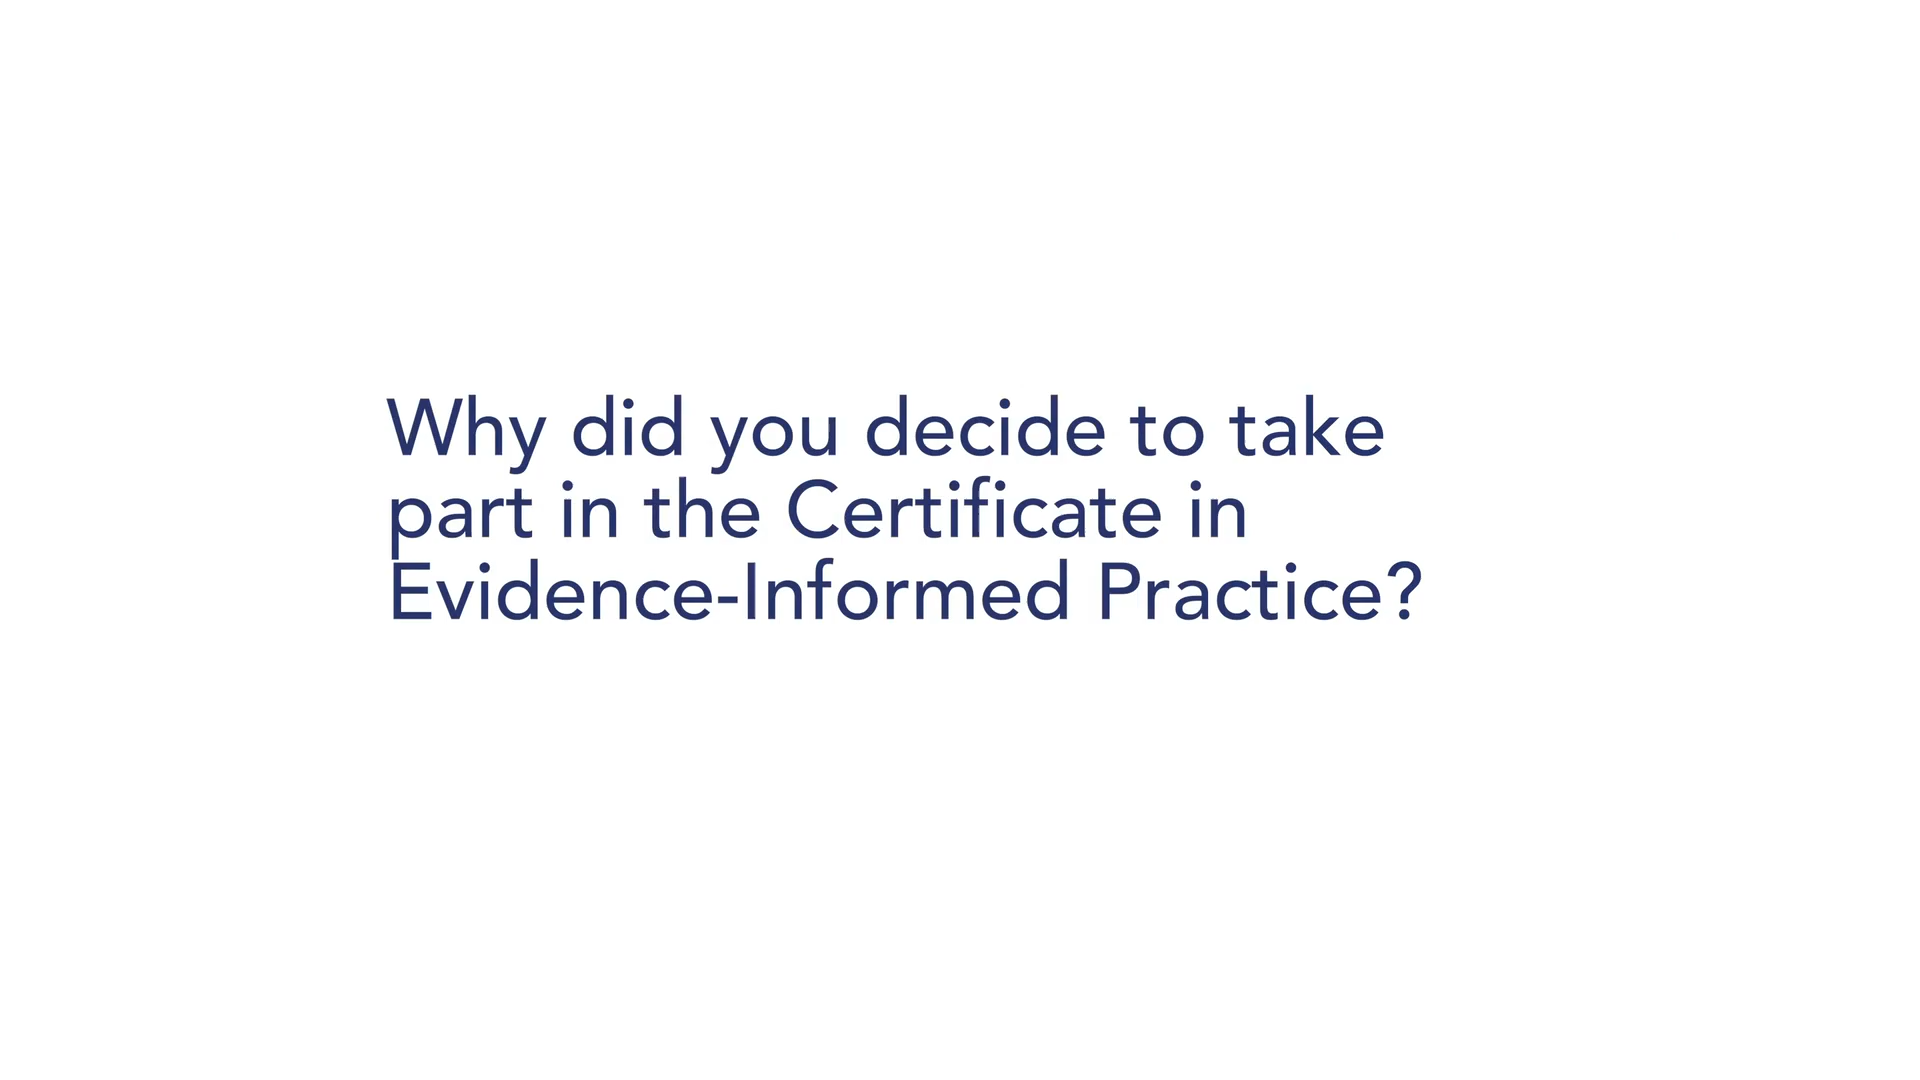 Why did you decide to take
part in the Certificate in
Evidence-Informed Practice?